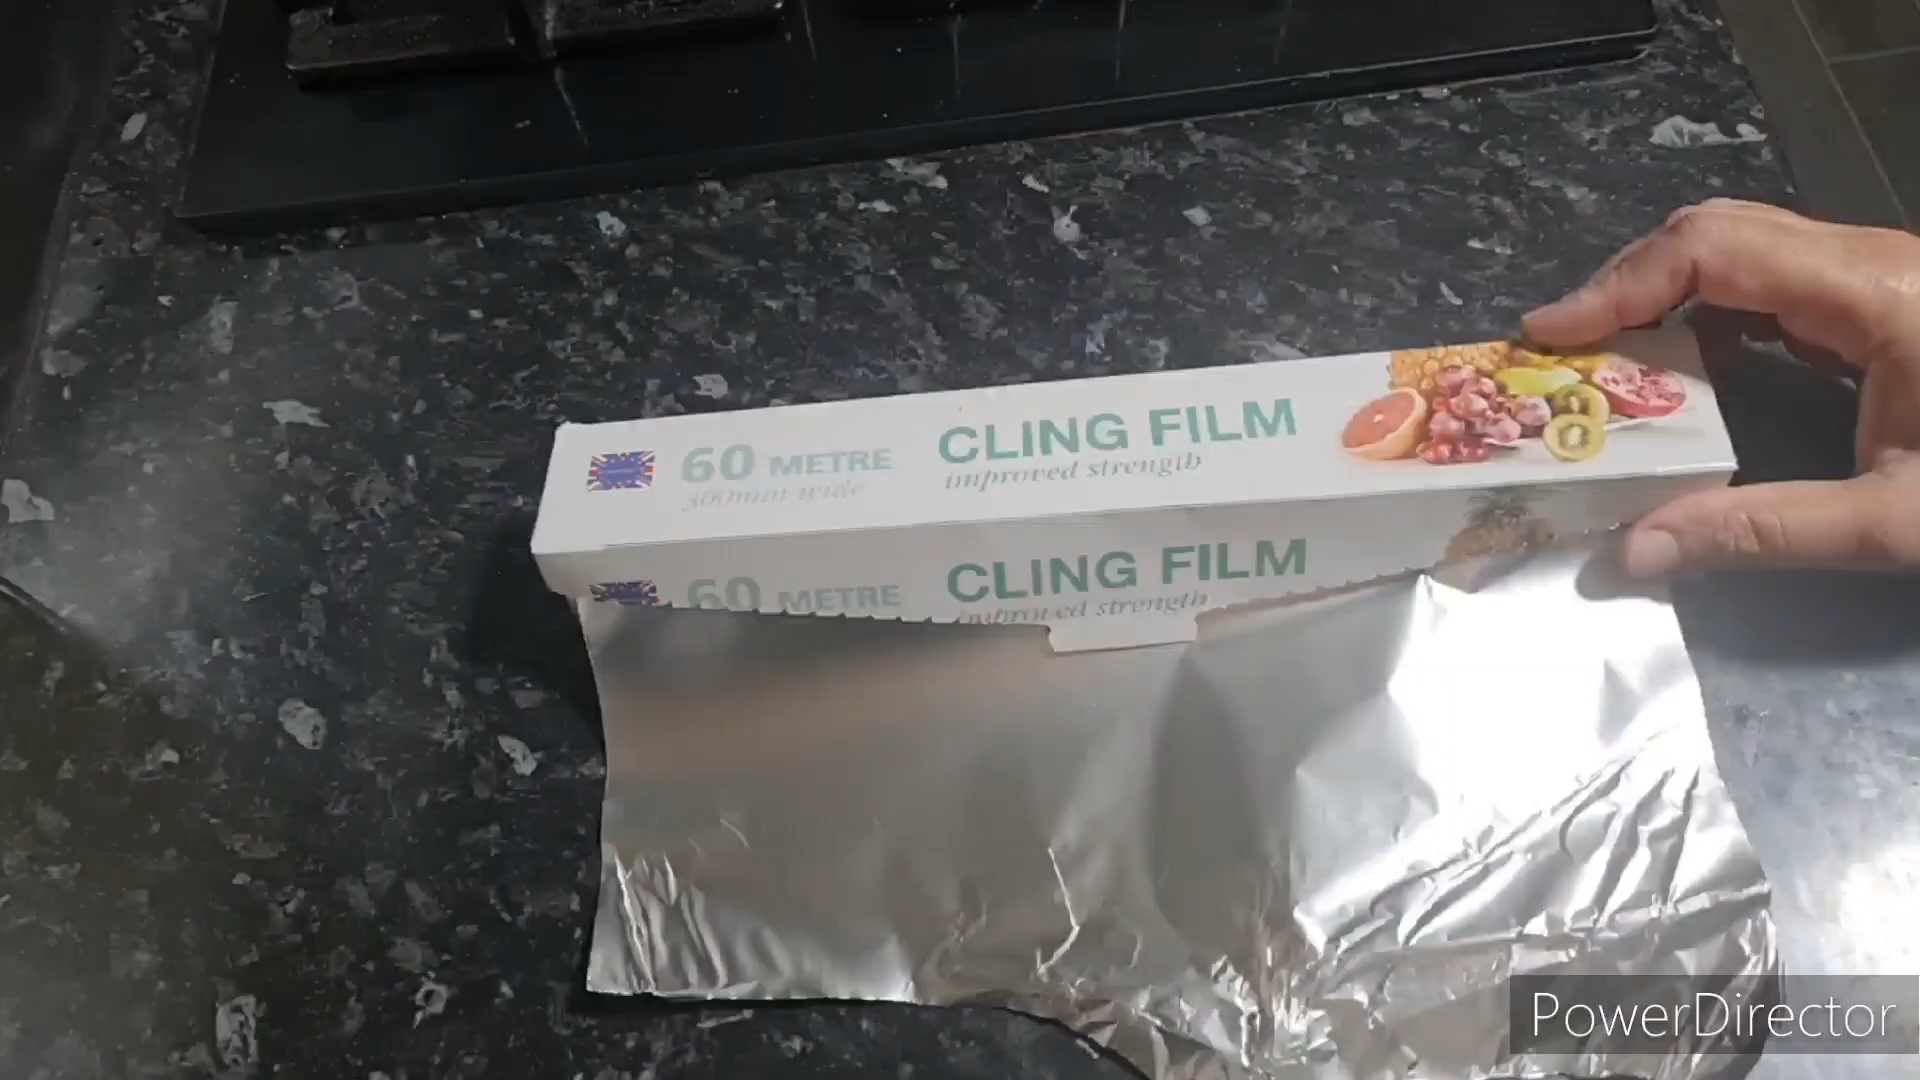 60 METRE
300mm wide
CLING FILM
improved strength
60 METRE
CLING FILM
improved strength
PowerDirector